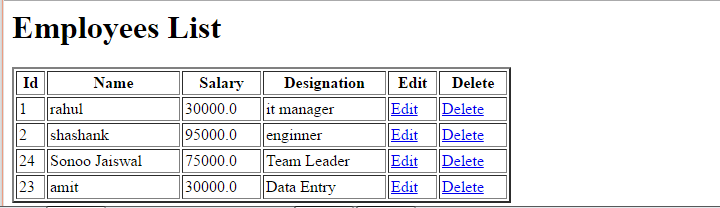 Employees List
Id Name Salary Designation Edit Delete
1 rahul 30000.0 it manager Edit Delete
2 shashank 95000.0 enginner Edit Delete
24 Sonoo Jaiswal 75000.0 Team Leader Edit Delete
23 amit 30000.0 Data Entry Edit Delete